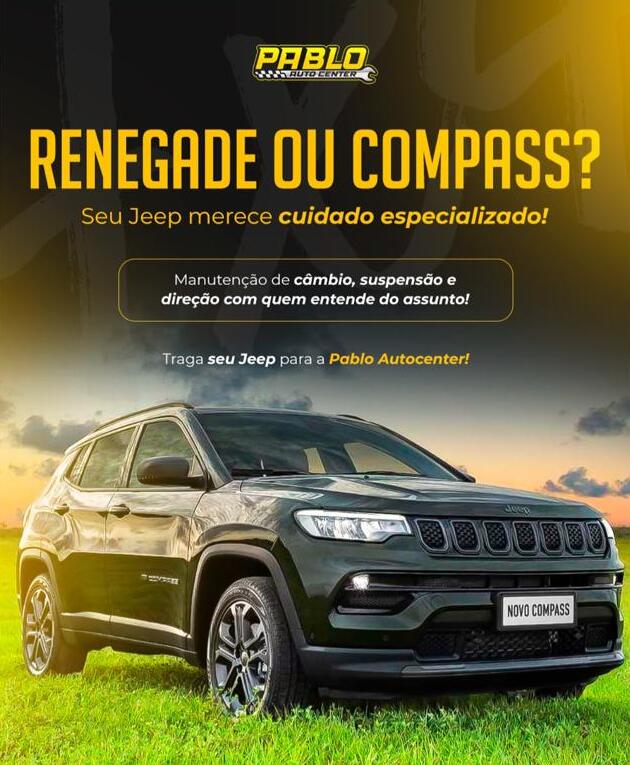 PABLO
AUTO CENTER
RENEGADE OU COMPASS?
Seu Jeep merece cuidado especializado!
Manutenção de câmbio, suspensão e
direção com quem entende do assunto!
Traga seu Jeep para a Pablo Autocenter!
Jeep
COMPASS
NOVO COMPASS